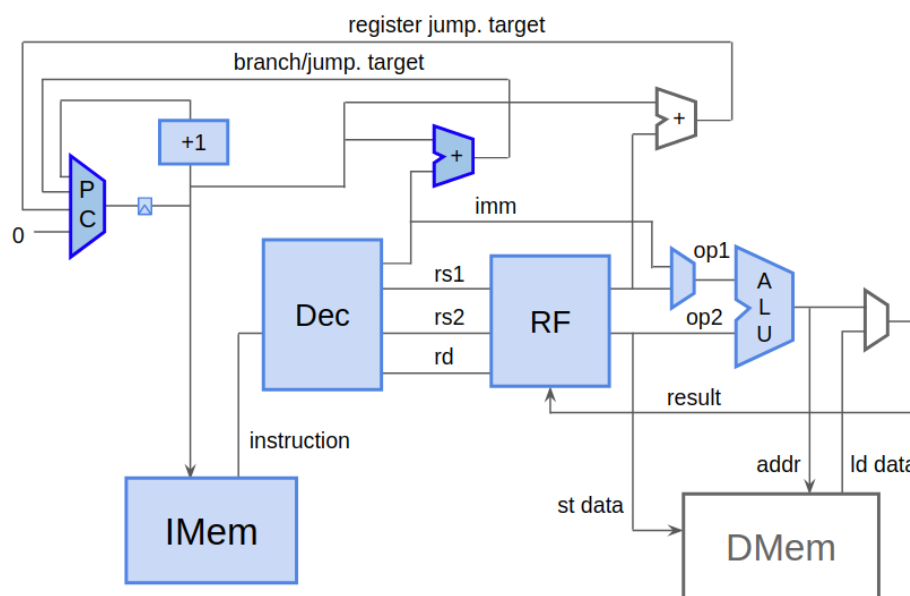 register jump. target
branch/jump. target
+1
+
+
P
C
0
imm
op1
Dec
rs1
rs2
rd
RF
op2
A
L
U
result
instruction
addr
ld data
st data
IMem
DMem